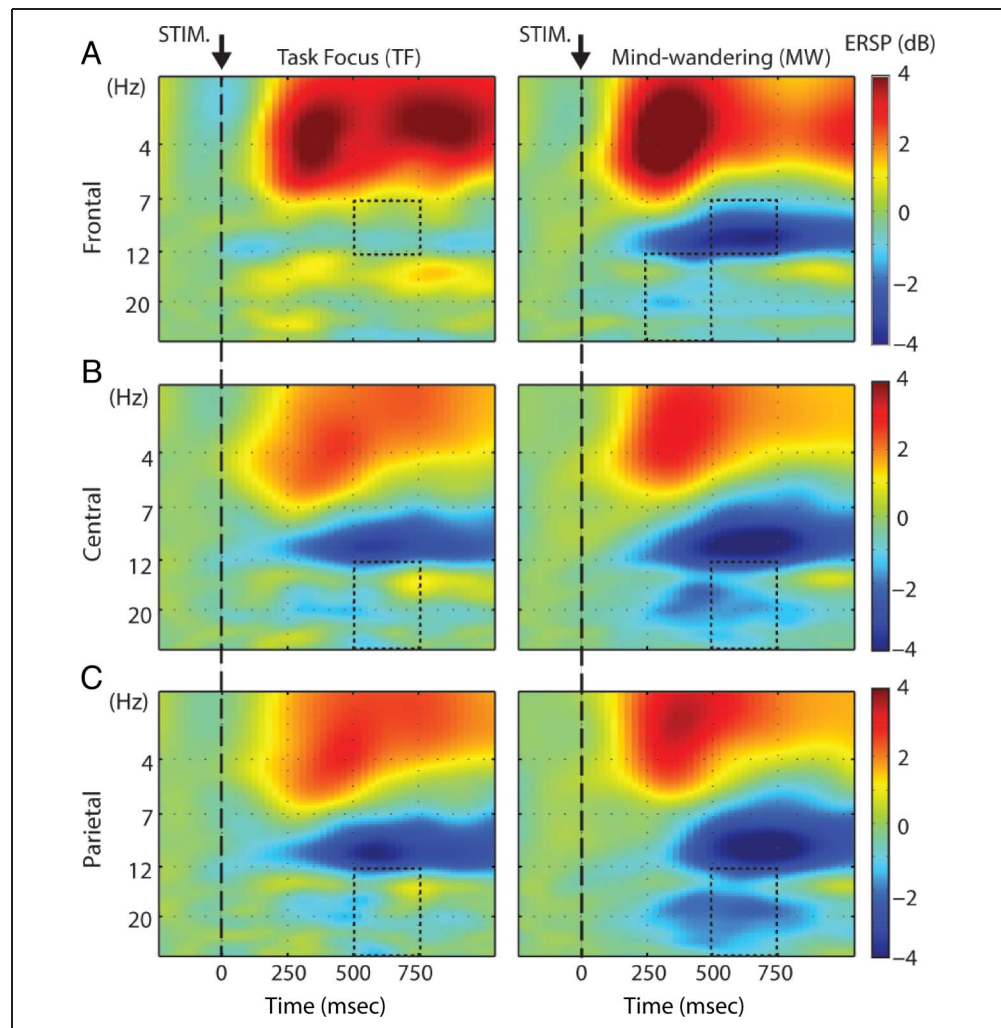 A
STIM.
Task Focus (TF)
STIM.
Mind-wandering (MW)
ERSP (dB)
(Hz)
4
7
12
20
Frontal
4
2
0
−2
−4
B
(Hz)
4
7
12
20
Central
4
2
0
−2
−4
C
(Hz)
4
7
12
20
Parietal
4
2
0
−2
−4
0 250 500 750
0 250 500 750
Time (msec)
Time (msec)